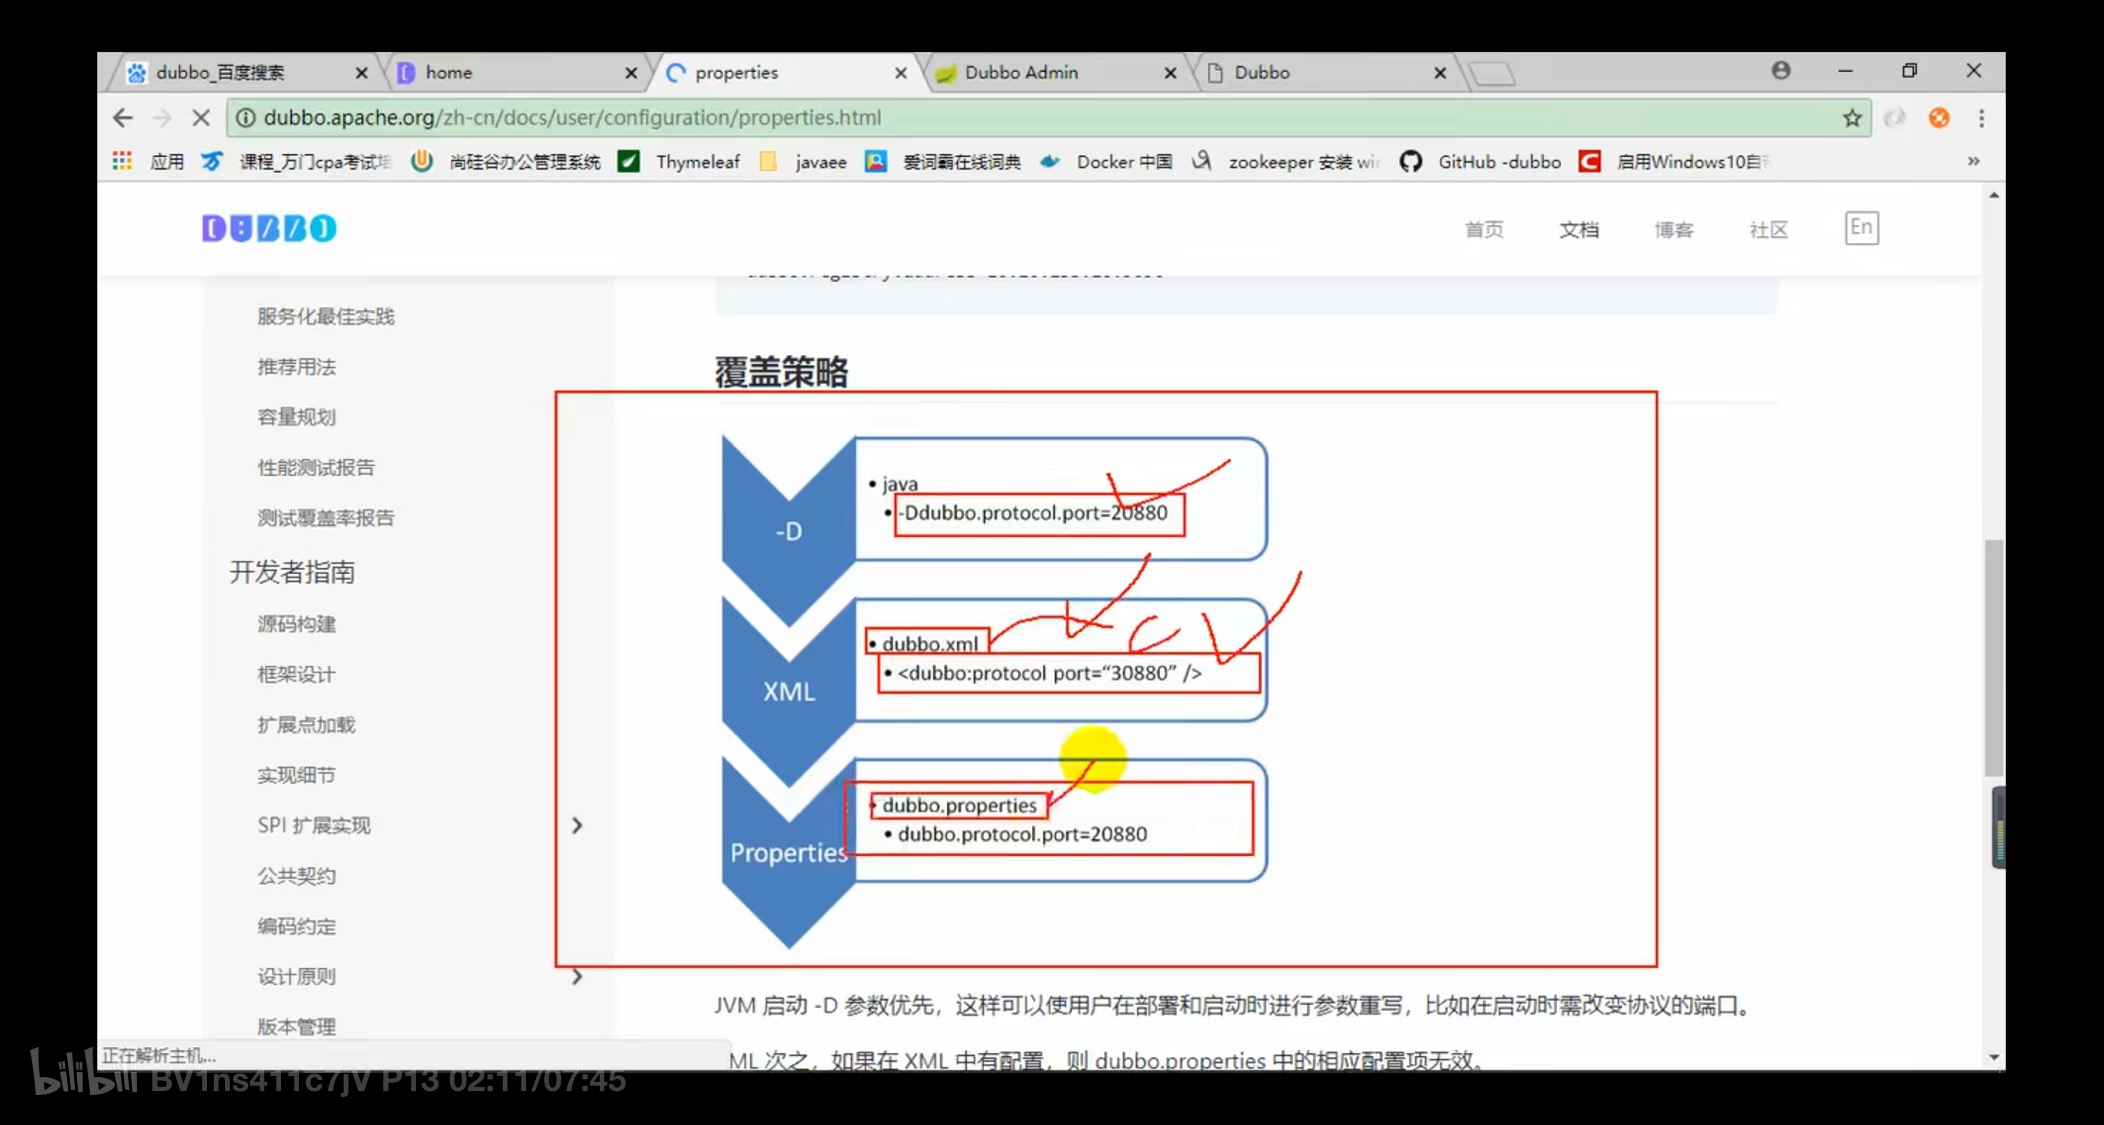 dubbo_百度搜索
home
properties
Dubbo Admin
Dubbo
dubbo.apache.org/zh-cn/docs/user/configuration/properties.html
应用
课程_万门cpa考试培
尚硅谷办公管理系统
Thymeleaf
javaee
爱词霸在线词典
Docker 中国
zookeeper 安装 win
GitHub -dubbo
启用Windows10自
DUBBO
首页
文档
博客
社区
En
服务化最佳实践
推荐用法
容量规划
性能测试报告
测试覆盖率报告
开发者指南
源码构建
框架设计
扩展点加载
实现细节
SPI 扩展实现
公共契约
编码约定
设计原则
版本管理
覆盖策略
-D
• java
• -Ddubbo.protocol.port=20880
XML
• dubbo.xml
• <dubbo:protocol port=“30880” />
Properties
• dubbo.properties
• dubbo.protocol.port=20880
JVM 启动 -D 参数优先，这样可以使用户在部署和启动时进行参数重写，比如在启动时需改变协议的端口。
ML 次之，如果在 XML 中有配置，则 dubbo.properties 中的相应配置项无效。
正在解析主机...
bilibili BV1ns411c7jV P13 02:11/07:45